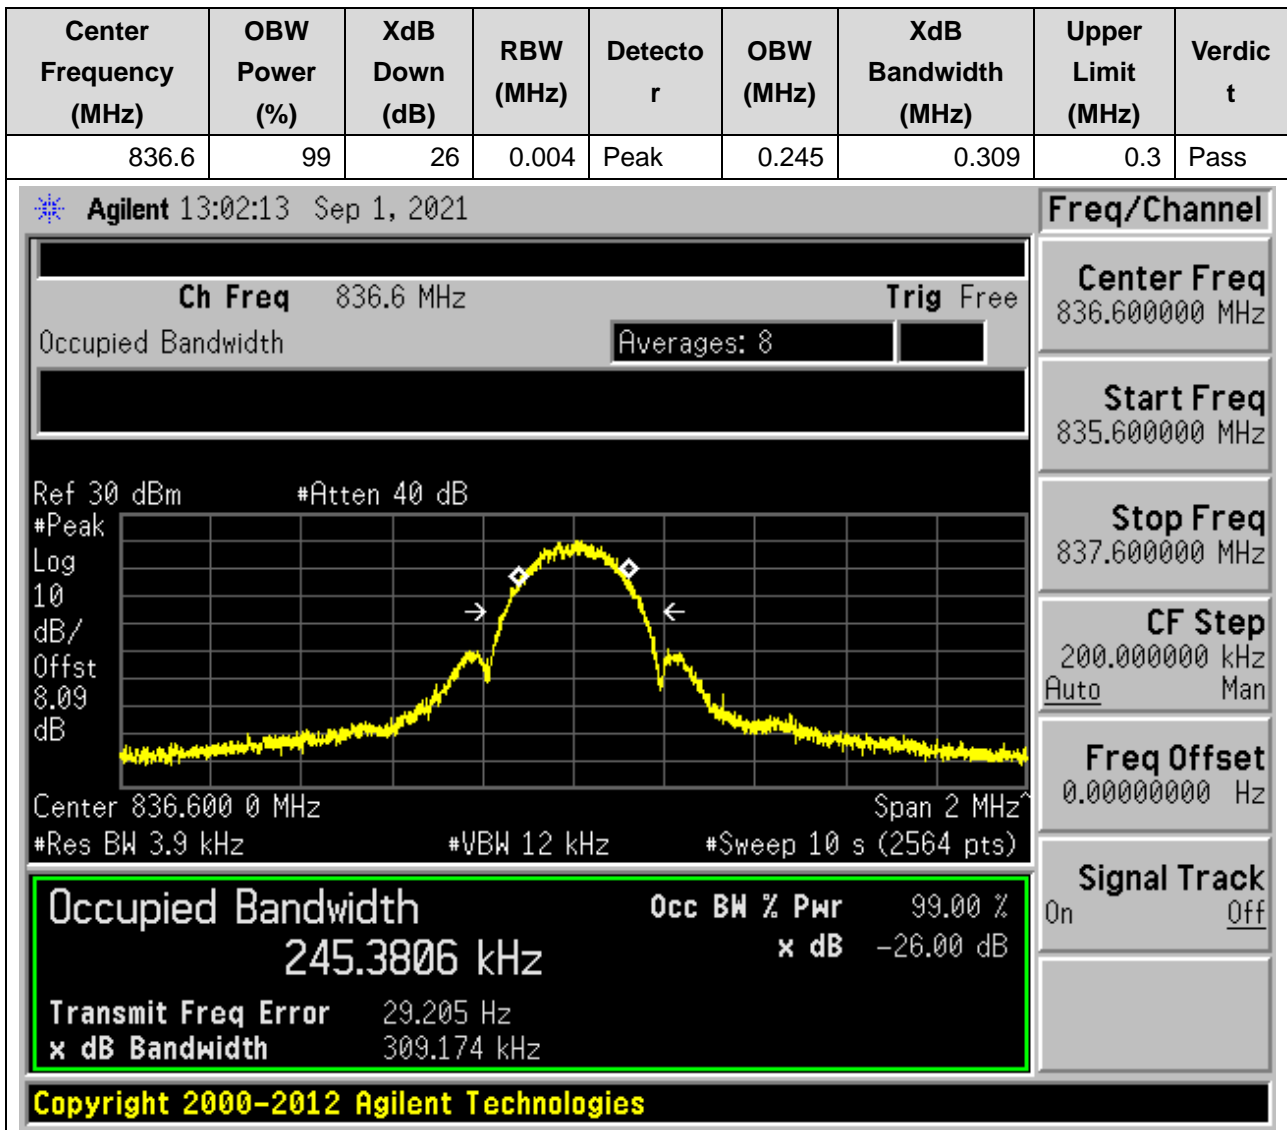 Center Frequency (MHz) OBW Power (%) XdB Down (dB) RBW (MHz) Detecto r OBW (MHz) XdB Bandwidth (MHz) Upper Limit (MHz) Verdic t
836.6 99 26 0.004 Peak 0.245 0.309 0.3 Pass
Agilent 13:02:13 Sep 1, 2021
Ch Freq 836.6 MHz Trig Free
Occupied Bandwidth Averages: 8
Ref 30 dBm #Atten 40 dB
#Peak
Log
10
dB/
Offst
8.09
dB
Center 836.600 0 MHz Span 2 MHz^
#Res BW 3.9 kHz #VBW 12 kHz #Sweep 10 s (2564 pts)
Occupied Bandwidth Occ BW % Pwr 99.00 %
245.3806 kHz x dB -26.00 dB
Transmit Freq Error 29.205 Hz
x dB Bandwidth 309.174 kHz
Copyright 2000-2012 Agilent Technologies
Freq/Channel
Center Freq
836.600000 MHz
Start Freq
835.600000 MHz
Stop Freq
837.600000 MHz
CF Step
200.000000 kHz
Auto Man
Freq Offset
0.00000000 Hz
Signal Track
On Off